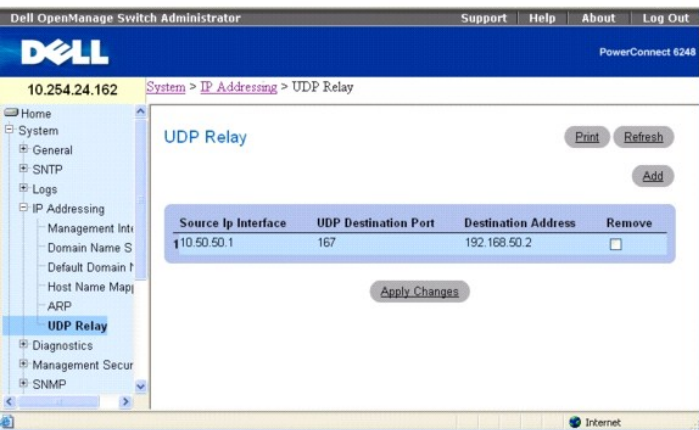 Dell OpenManage Switch Administrator Support Help About Log Out
DELL PowerConnect 6248
10.254.24.162 System > IP Addressing > UDP Relay
Home
System
General
SNTP
Logs
IP Addressing
Management Inte
Domain Name S
Default Domain
Host Name Mapp
ARP
UDP Relay
Diagnostics
Management Secur
SNMP
UDP Relay
Print Refresh
Add
Source Ip Interface UDP Destination Port Destination Address Remove
1 10.50.50.1 167 192.168.50.2
Apply Changes
Internet